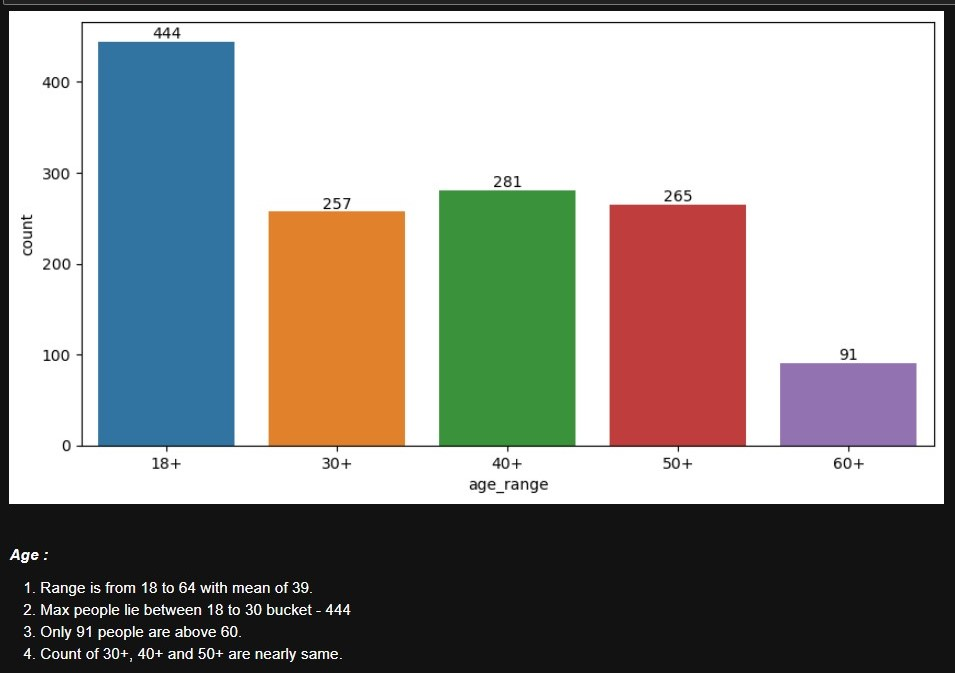 444
400
300
281
265
257
count
200
100
91
0
18+ 30+ 40+ 50+ 60+
age_range
Age :
1. Range is from 18 to 64 with mean of 39.
2. Max people lie between 18 to 30 bucket - 444
3. Only 91 people are above 60.
4. Count of 30+, 40+ and 50+ are nearly same.